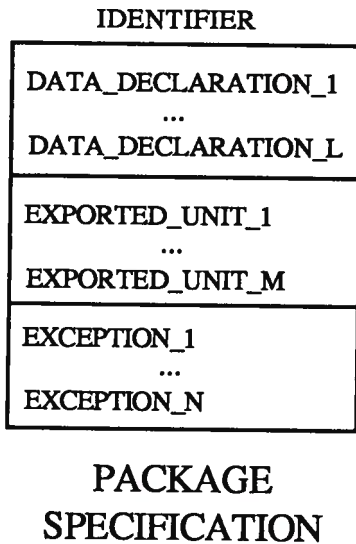 IDENTIFIER
DATA_DECLARATION_1
...
DATA_DECLARATION_L
EXPORTED_UNIT_1
...
EXPORTED_UNIT_M
EXCEPTION_1
...
EXCEPTION_N
PACKAGE
SPECIFICATION